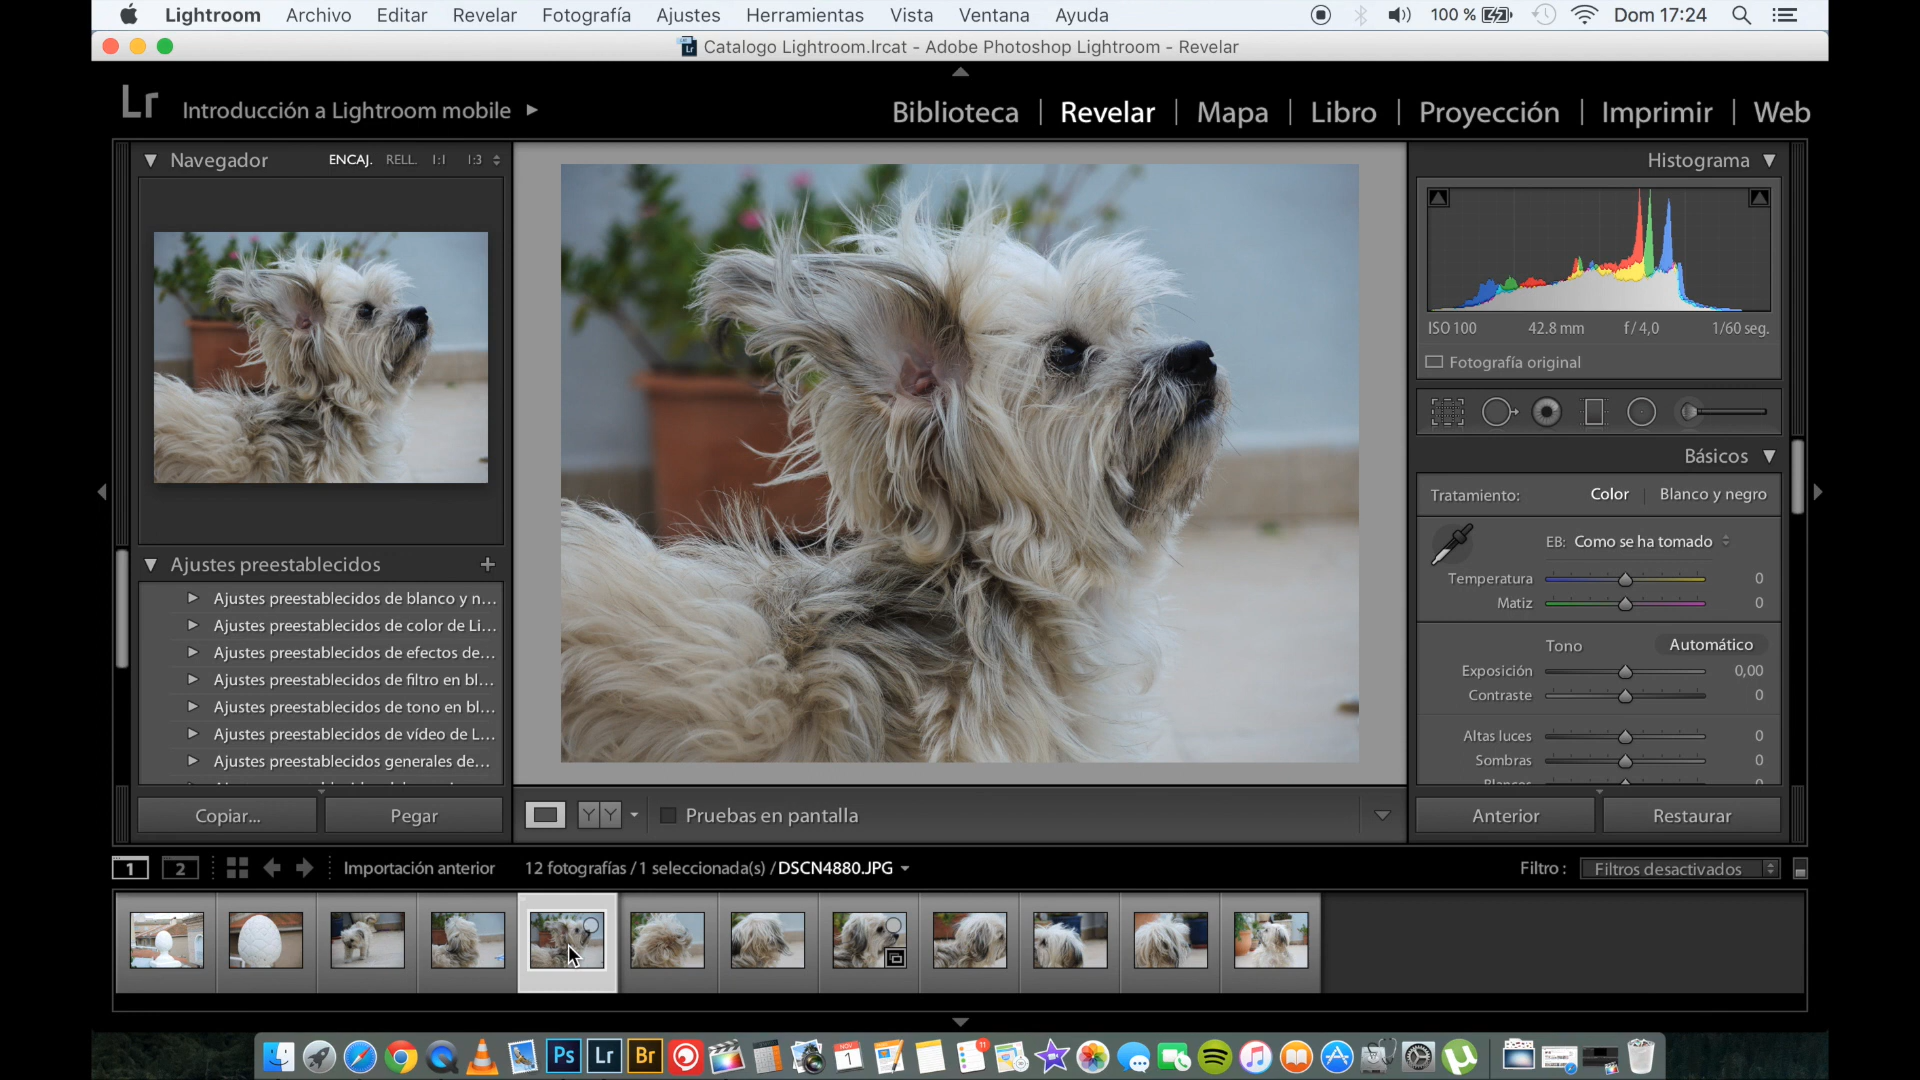 Lightroom Archivo Editar Revelar Fotografía Ajustes Herramientas Vista Ventana Ayuda 100 % Dom 17:24
Catalogo Lightroom.lrcat - Adobe Photoshop Lightroom - Revelar
Lr Introducción a Lightroom mobile
Biblioteca | Revelar | Mapa | Libro | Proyección | Imprimir | Web
Navegador ENCAJ. RELL. 1:1 1:3
Histograma
ISO 100 42.8 mm f / 4,0 1/60 seg.
Fotografía original
Básicos
Tratamiento: Color Blanco y negro
EB: Como se ha tomado
Temperatura 0
Matiz 0
Tono Automático
Exposición 0,00
Contraste 0
Altas luces 0
Sombras 0
Blancos 0
Ajustes preestablecidos +
Ajustes preestablecidos de blanco y n...
Ajustes preestablecidos de color de Li...
Ajustes preestablecidos de efectos de...
Ajustes preestablecidos de filtro en bl...
Ajustes preestablecidos de tono en bl...
Ajustes preestablecidos de vídeo de L...
Ajustes preestablecidos generales de...
Copiar... Pegar
YY Pruebas en pantalla
Anterior Restaurar
1 2 Importación anterior 12 fotografías / 1 seleccionada(s) / DSCN4880.JPG
Filtro : Filtros desactivados
Ps Lr Br NOV 1 11